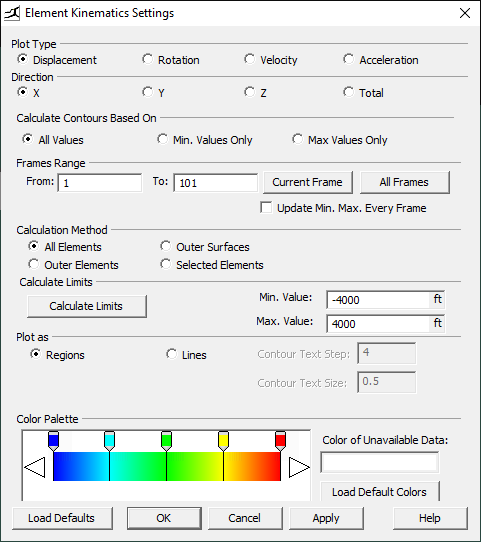 Element Kinematics Settings
Plot Type
Displacement Rotation Velocity Acceleration
Direction
X Y Z Total
Calculate Contours Based On
All Values Min. Values Only Max Values Only
Frames Range
From: 1 To: 101 Current Frame All Frames
Update Min. Max. Every Frame
Calculation Method
All Elements Outer Surfaces
Outer Elements Selected Elements
Calculate Limits
Calculate Limits Min. Value: -4000 ft
Max. Value: 4000 ft
Plot as
Regions Lines Contour Text Step: 4
Contour Text Size: 0.5
Color Palette
Color of Unavailable Data:
Load Default Colors
Load Defaults OK Cancel Apply Help